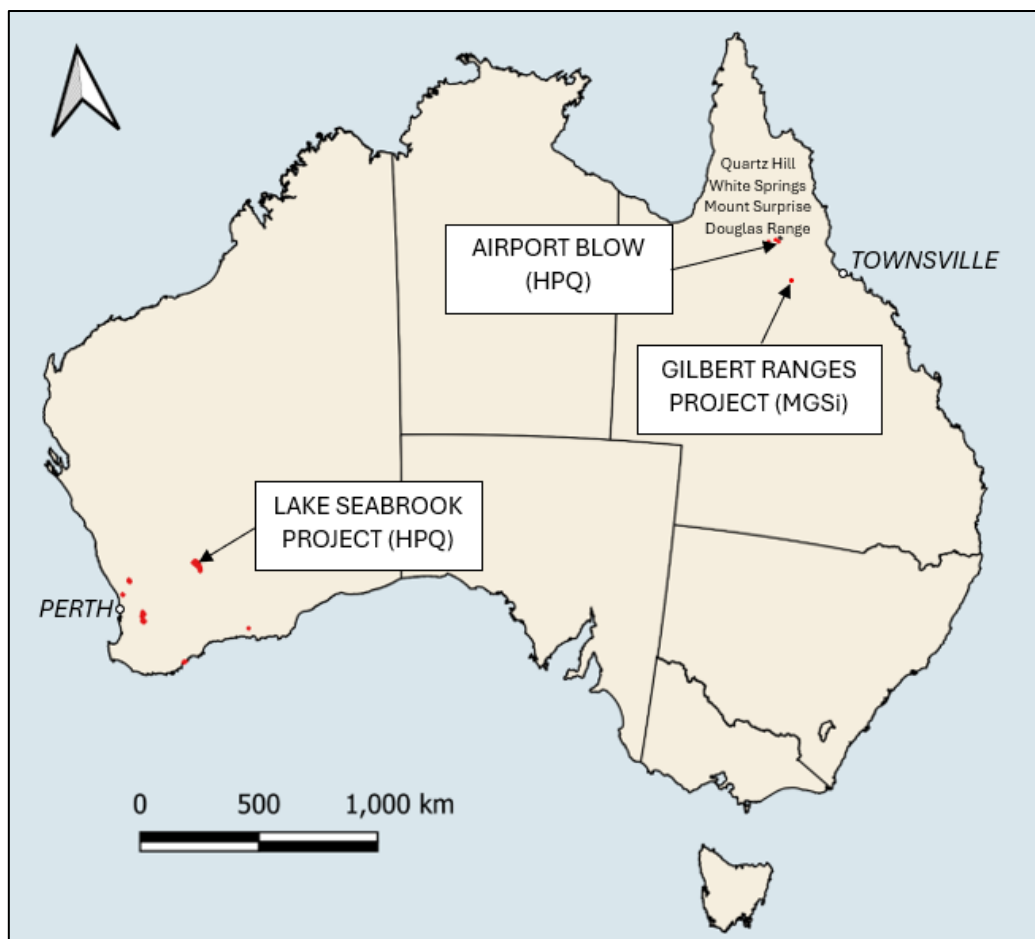 Quartz Hill
White Springs
Mount Surprise
Douglas Range
AIRPORT BLOW
(HPQ)
TOWNSVILLE
GILBERT RANGES
PROJECT (MGSi)
LAKE SEABROOK
PROJECT (HPQ)
PERTH
0 500 1,000 km